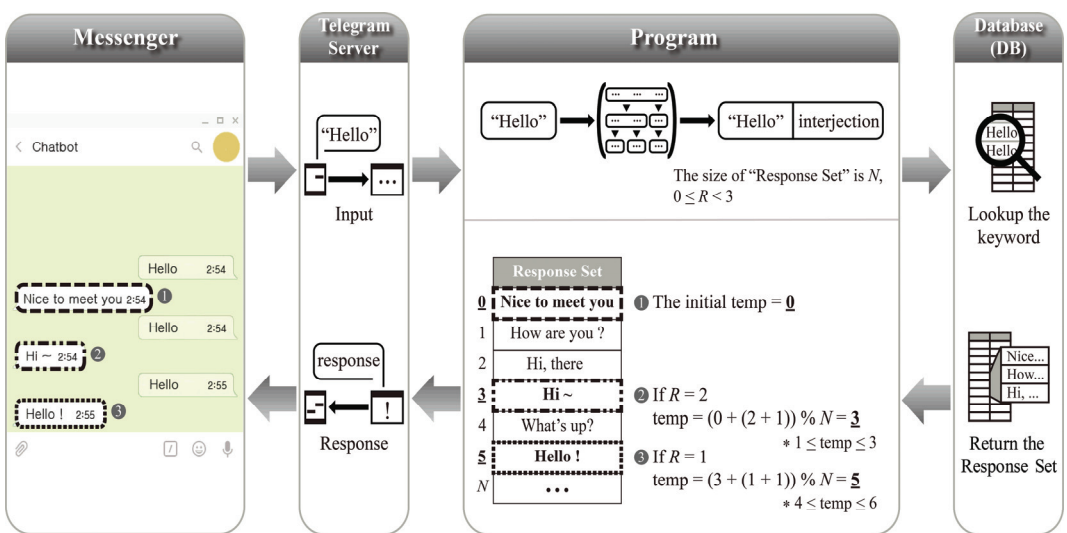 Messenger
Chatbot
Hello 2:54
Nice to meet you 2:54 ❶
Hello 2:54
Hi ~ 2:54 ❷
Hello 2:55
Hello ! 2:55 ❸
Telegram
Server
“Hello”
...
Input
response
!
Response
Program
“Hello”
... ... ...
... ... ...
... ... ...
“Hello” interjection
The size of “Response Set” is N,
0 ≤ R < 3
Response Set
0 Nice to meet you
1 How are you ?
2 Hi, there
3 Hi ~
4 What’s up?
5 Hello !
N ...
❶ The initial temp = 0
❷ If R = 2
temp = (0 + (2 + 1)) % N = 3
* 1 ≤ temp ≤ 3
❸ If R = 1
temp = (3 + (1 + 1)) % N = 5
* 4 ≤ temp ≤ 6
Database
(DB)
Hello
Hello
Lookup the
keyword
Nice...
How...
Hi, ...
Return the
Response Set